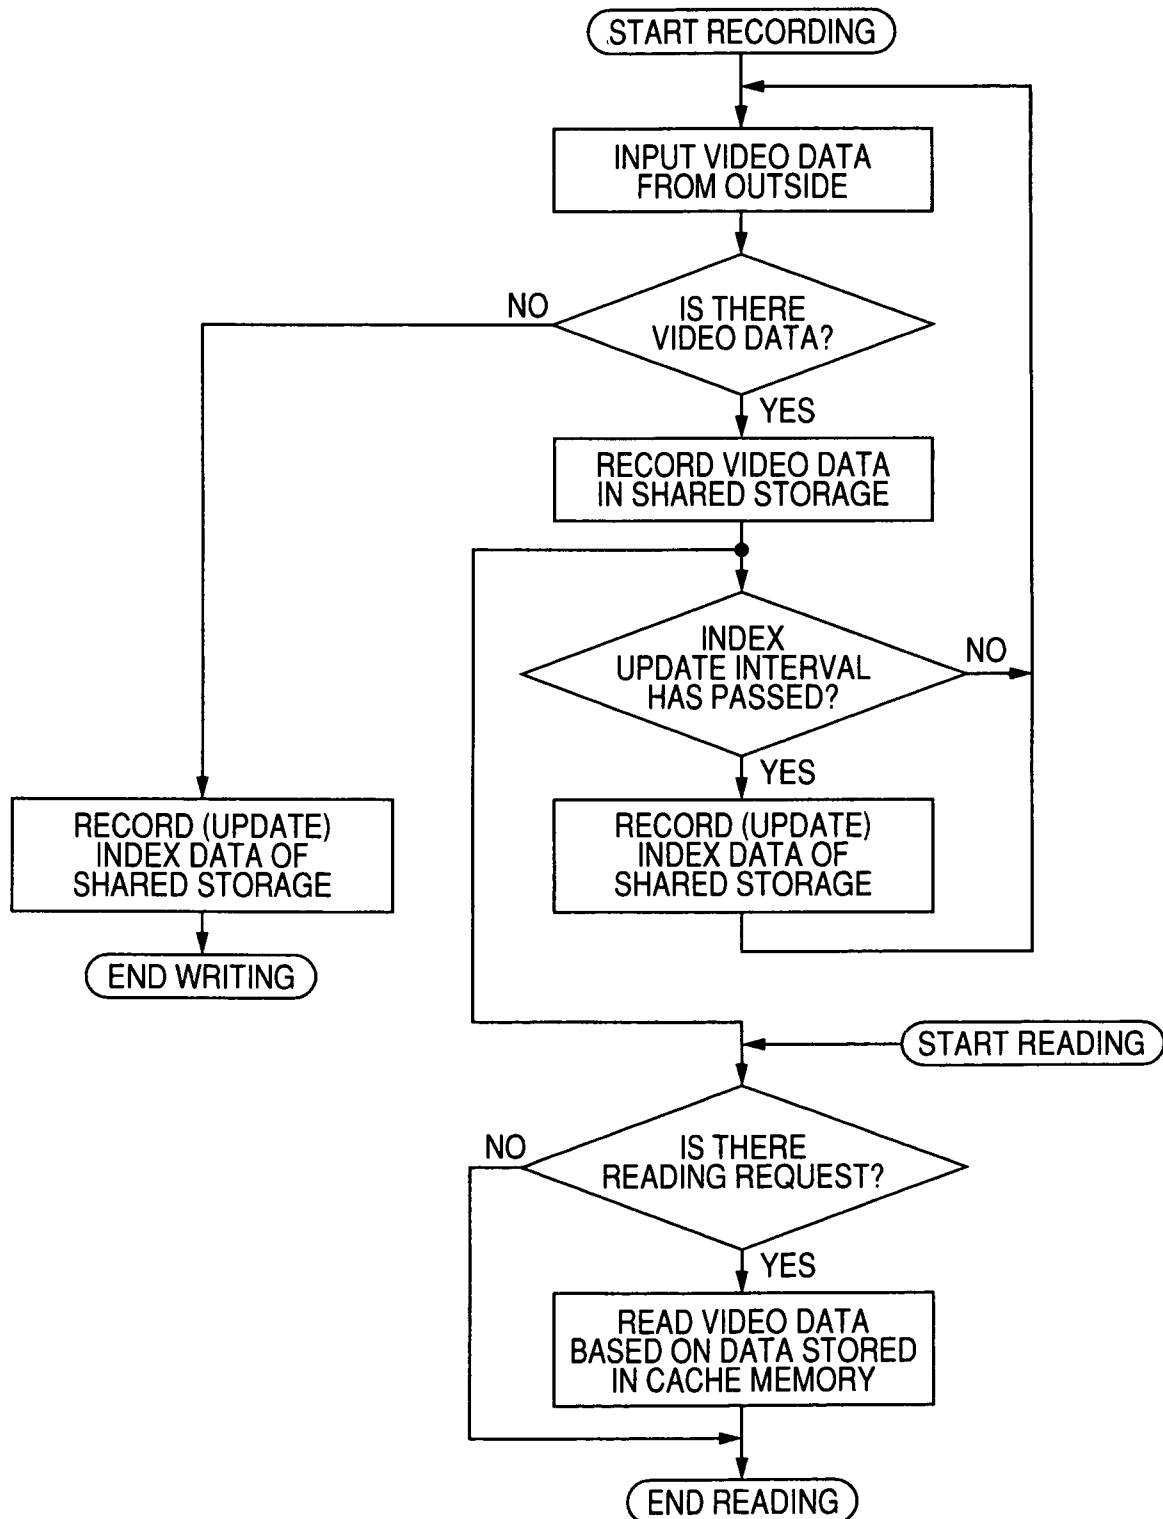 START RECORDING
INPUT VIDEO DATA
FROM OUTSIDE
IS THERE
VIDEO DATA?
NO
YES
RECORD VIDEO DATA
IN SHARED STORAGE
INDEX
UPDATE INTERVAL
HAS PASSED?
NO
YES
RECORD (UPDATE)
INDEX DATA OF
SHARED STORAGE
RECORD (UPDATE)
INDEX DATA OF
SHARED STORAGE
END WRITING
START READING
IS THERE
READING REQUEST?
NO
YES
READ VIDEO DATA
BASED ON DATA STORED
IN CACHE MEMORY
END READING